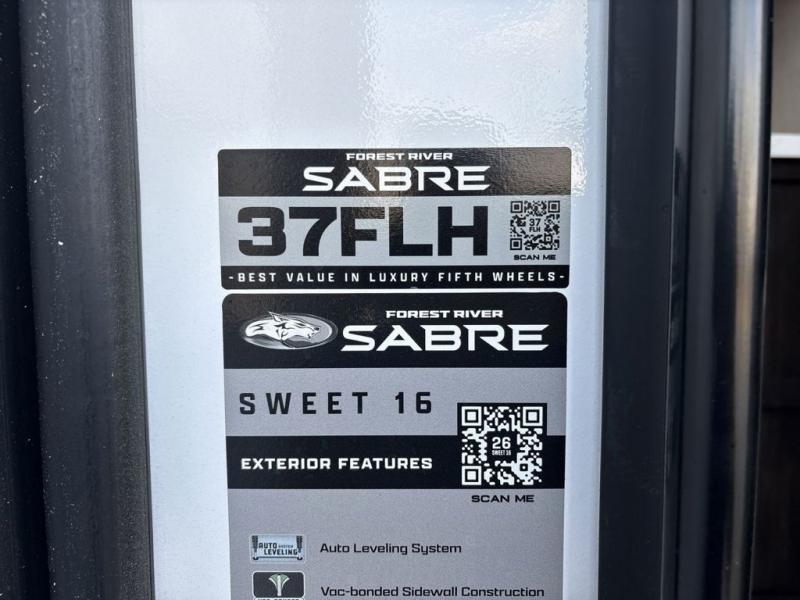 FOREST RIVER
SABRE
37FLH
37
FLH
SCAN ME
-BEST VALUE IN LUXURY FIFTH WHEELS-
FOREST RIVER
SABRE
SWEET 16
26
SWEET 16
EXTERIOR FEATURES
SCAN ME
AUTO
LEVELING
Auto Leveling System
Vac-bonded Sidewall Construction